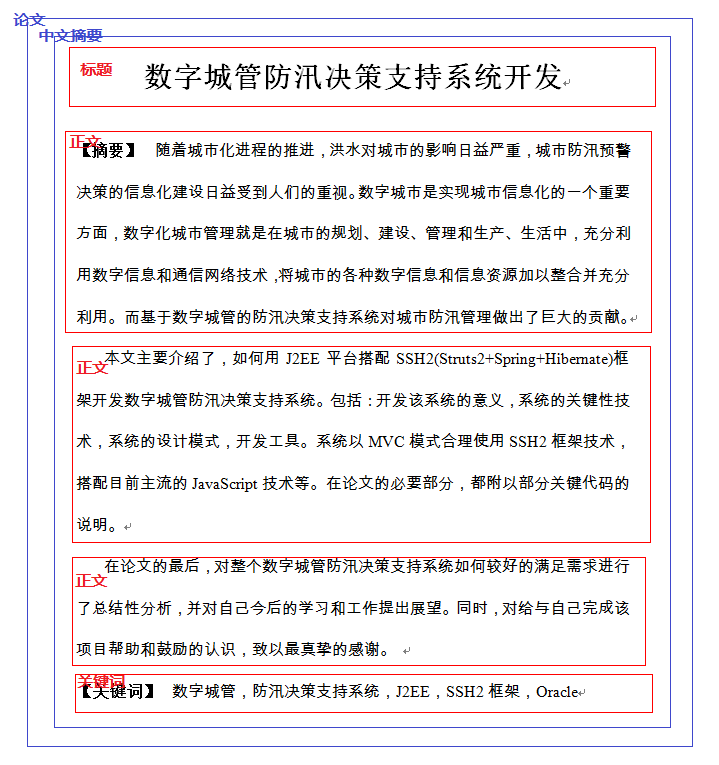 论文
中文摘要
标题
数字城管防汛决策支持系统开发
正文
【摘要】 随着城市化进程的推进，洪水对城市的影响日益严重，城市防汛预警
决策的信息化建设日益受到人们的重视。数字城市是实现城市信息化的一个重要
方面，数字化城市管理就是在城市的规划、建设、管理和生产、生活中，充分利
用数字信息和通信网络技术，将城市的各种数字信息和信息资源加以整合并充分
利用。而基于数字城管的防汛决策支持系统对城市防汛管理做出了巨大的贡献。
正文
本文主要介绍了，如何用 J2EE 平台搭配 SSH2(Struts2+Spring+Hibernate)框
架开发数字城管防汛决策支持系统。包括：开发该系统的意义，系统的关键性技
术，系统的设计模式，开发工具。系统以 MVC 模式合理使用 SSH2 框架技术，
搭配目前主流的 JavaScript 技术等。在论文的必要部分，都附以部分关键代码的
说明。
正文
在论文的最后，对整个数字城管防汛决策支持系统如何较好的满足需求进行
了总结性分析，并对自己今后的学习和工作提出展望。同时，对给与自己完成该
项目帮助和鼓励的认识，致以最真挚的感谢。
关键词
【关键词】 数字城管，防汛决策支持系统，J2EE，SSH2 框架，Oracle